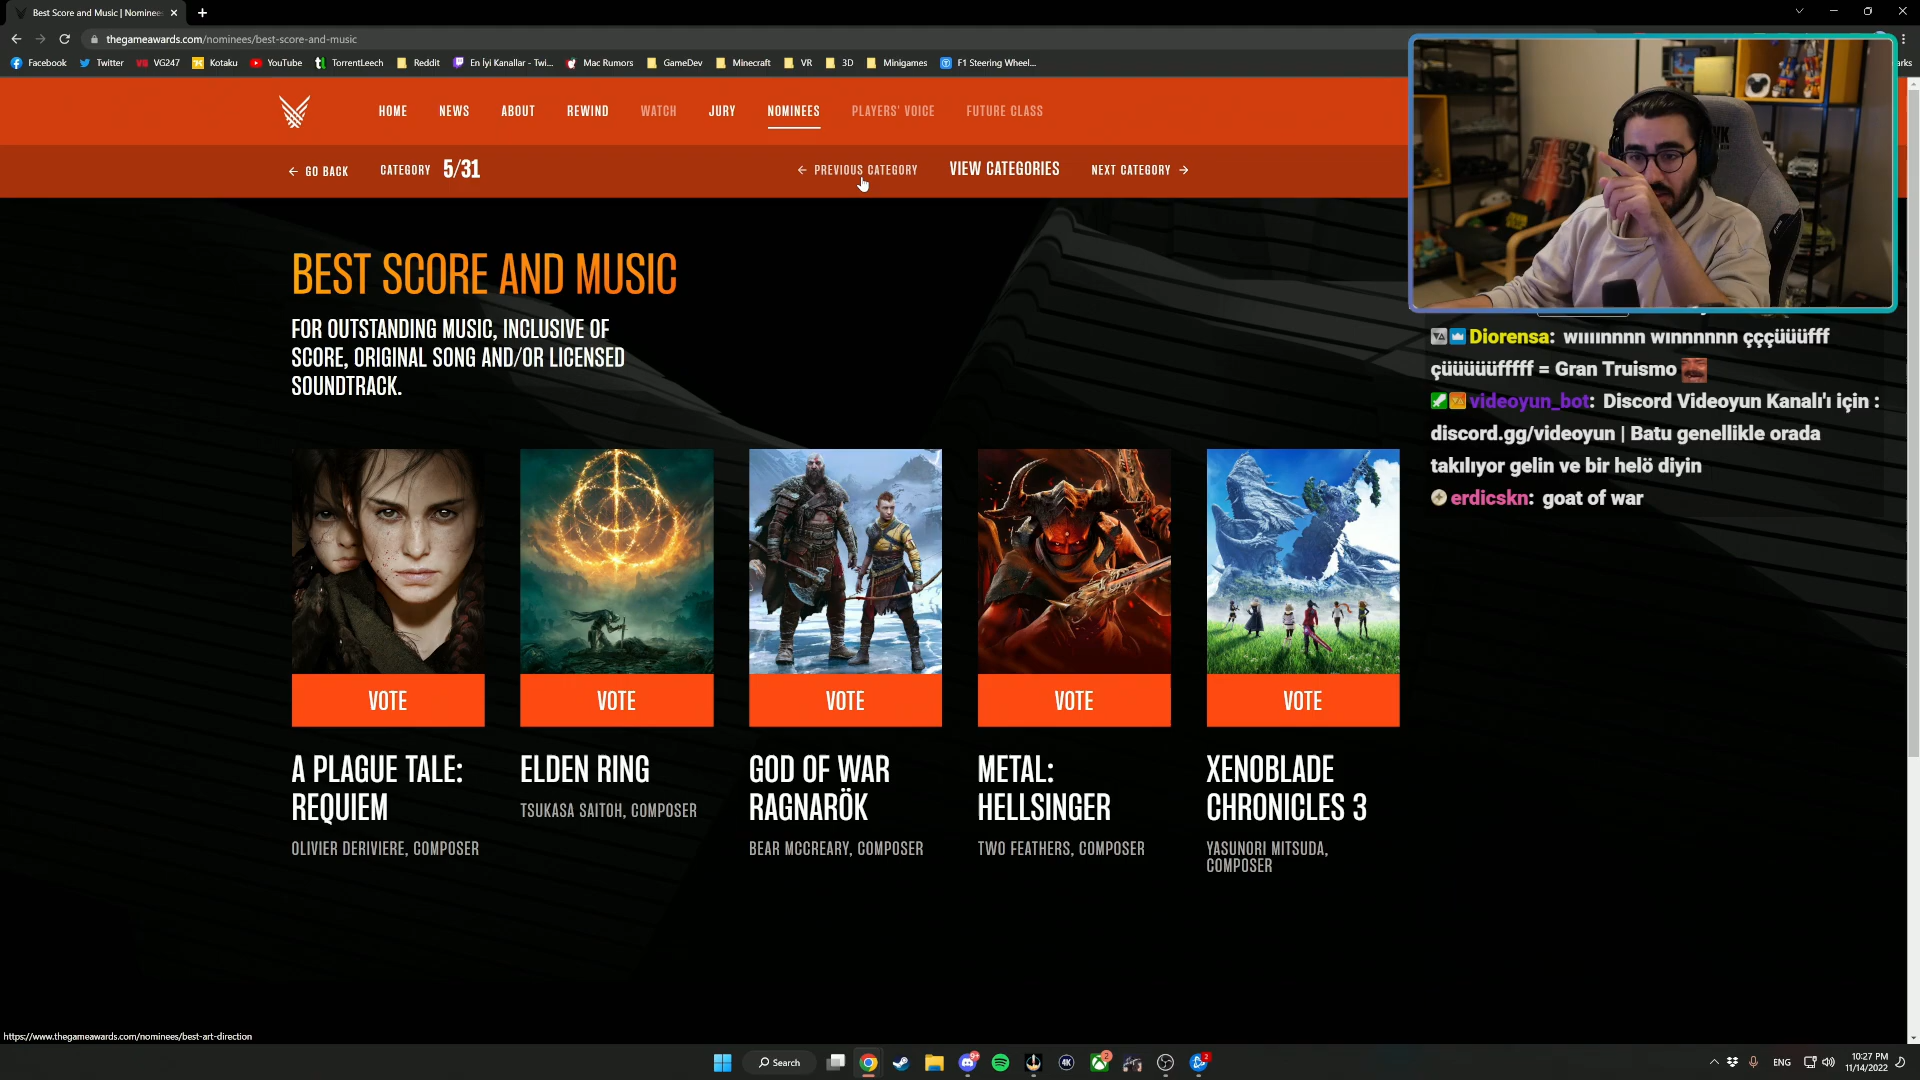 Best Score and Music | Nominee
thegameawards.com/nominees/best-score-and-music
Facebook Twitter VG247 Kotaku YouTube TorrentLeech Reddit En İyi Kanallar - Twi... Mac Rumors GameDev Minecraft VR 3D Minigames F1 Steering Wheel...
HOME NEWS ABOUT REWIND WATCH JURY NOMINEES PLAYERS' VOICE FUTURE CLASS
← GO BACK CATEGORY 5/31 ← PREVIOUS CATEGORY VIEW CATEGORIES NEXT CATEGORY →
BEST SCORE AND MUSIC
FOR OUTSTANDING MUSIC, INCLUSIVE OF
SCORE, ORIGINAL SONG AND/OR LICENSED
SOUNDTRACK.
Diorensa: wıııınnnn wınnnnnn çççüüüfff
çüüüüüfffff = Gran Truismo
videoyun_bot: Discord Videoyun Kanalı'ı için :
discord.gg/videoyun | Batu genellikle orada
takılıyor gelin ve bir helö diyin
erdicskn: goat of war
VOTE VOTE VOTE VOTE VOTE
A PLAGUE TALE:
REQUIEM
OLIVIER DERIVIERE, COMPOSER
ELDEN RING
TSUKASA SAITOH, COMPOSER
GOD OF WAR
RAGNARÖK
BEAR MCCREARY, COMPOSER
METAL:
HELLSINGER
TWO FEATHERS, COMPOSER
XENOBLADE
CHRONICLES 3
YASUNORI MITSUDA,
COMPOSER
https://www.thegameawards.com/nominees/best-art-direction
Search
ENG
10:27 PM
11/14/2022